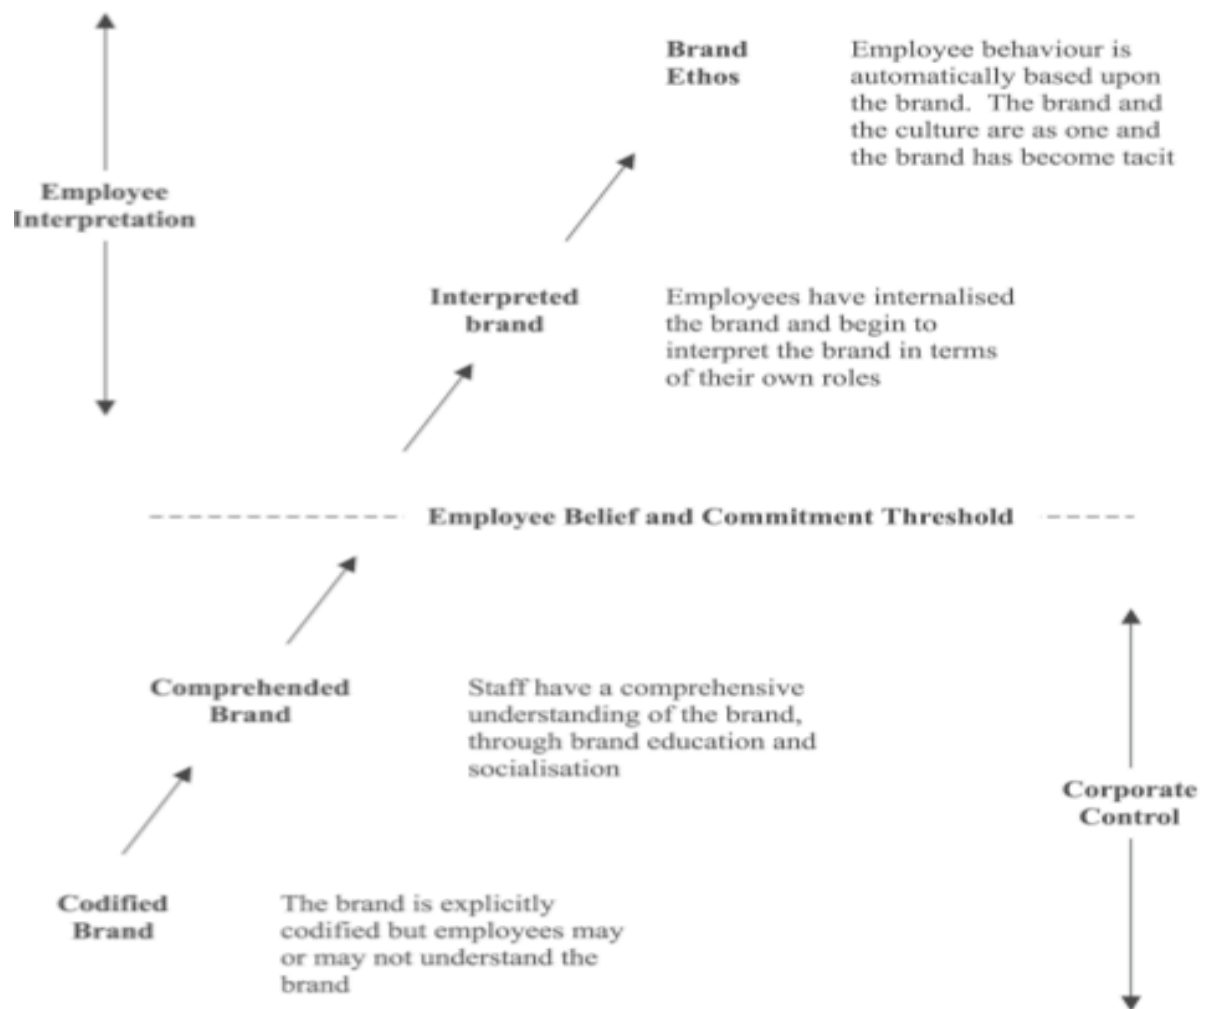 Brand
Ethos
Employee behaviour is
automatically based upon
the brand. The brand and
the culture are as one and
the brand has become tacit
Employee
Interpretation
Interpreted
brand
Employees have internalised
the brand and begin to
interpret the brand in terms
of their own roles
Employee Belief and Commitment Threshold
Comprehended
Brand
Staff have a comprehensive
understanding of the brand,
through brand education and
socialisation
Corporate
Control
Codified
Brand
The brand is explicitly
codified but employees may
or may not understand the
brand